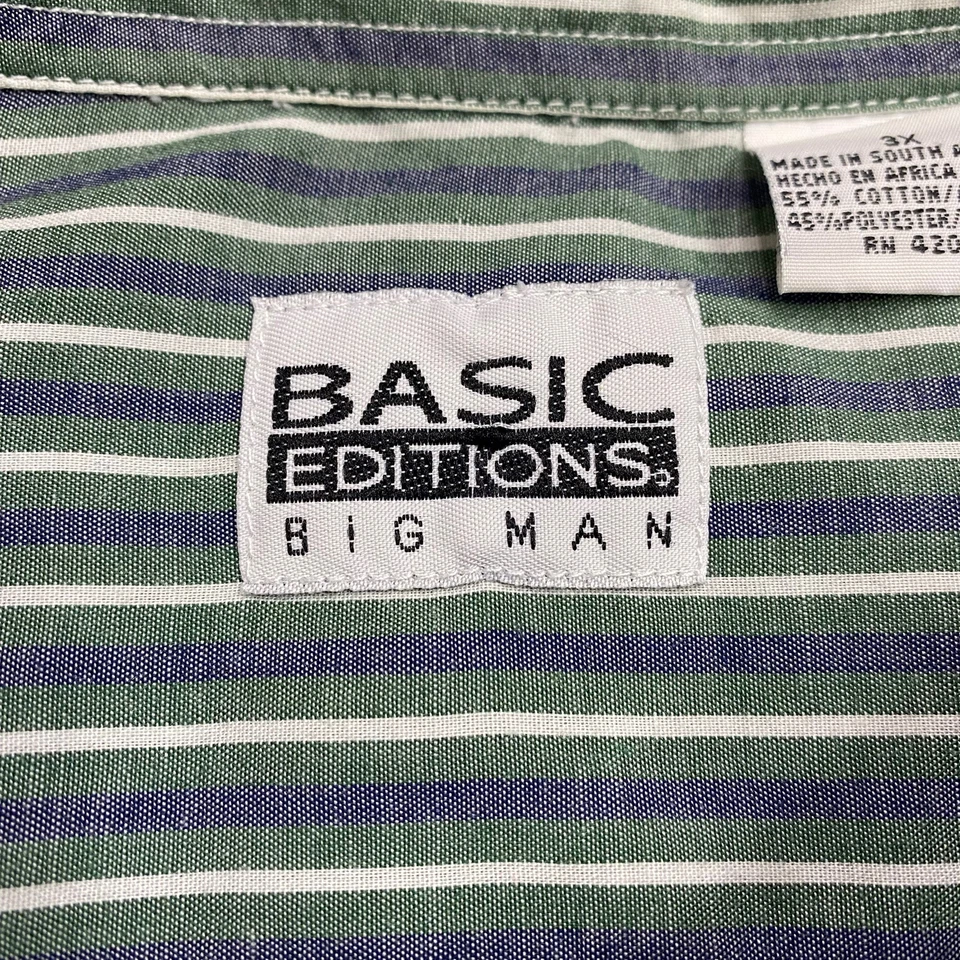 BASIC
EDITIONS®
BIG MAN
3X
MADE IN SOUTH A
HECHO EN AFRICA
55% COTTON/
45% POLYESTER
RN 420